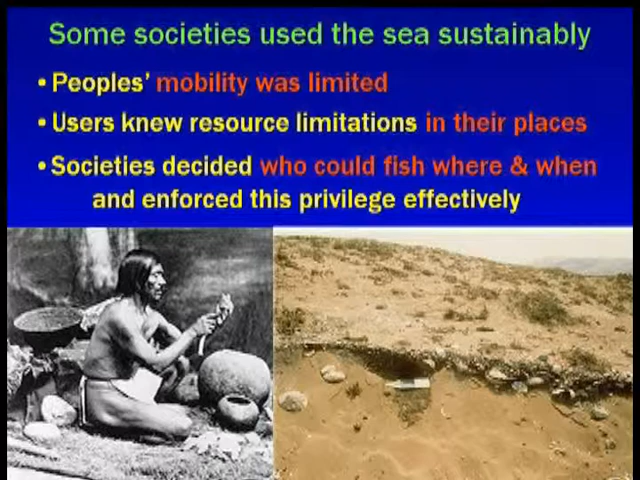 Some societies used the sea sustainably
• Peoples' mobility was limited
• Users knew resource limitations in their places
• Societies decided who could fish where & when
and enforced this privilege effectively